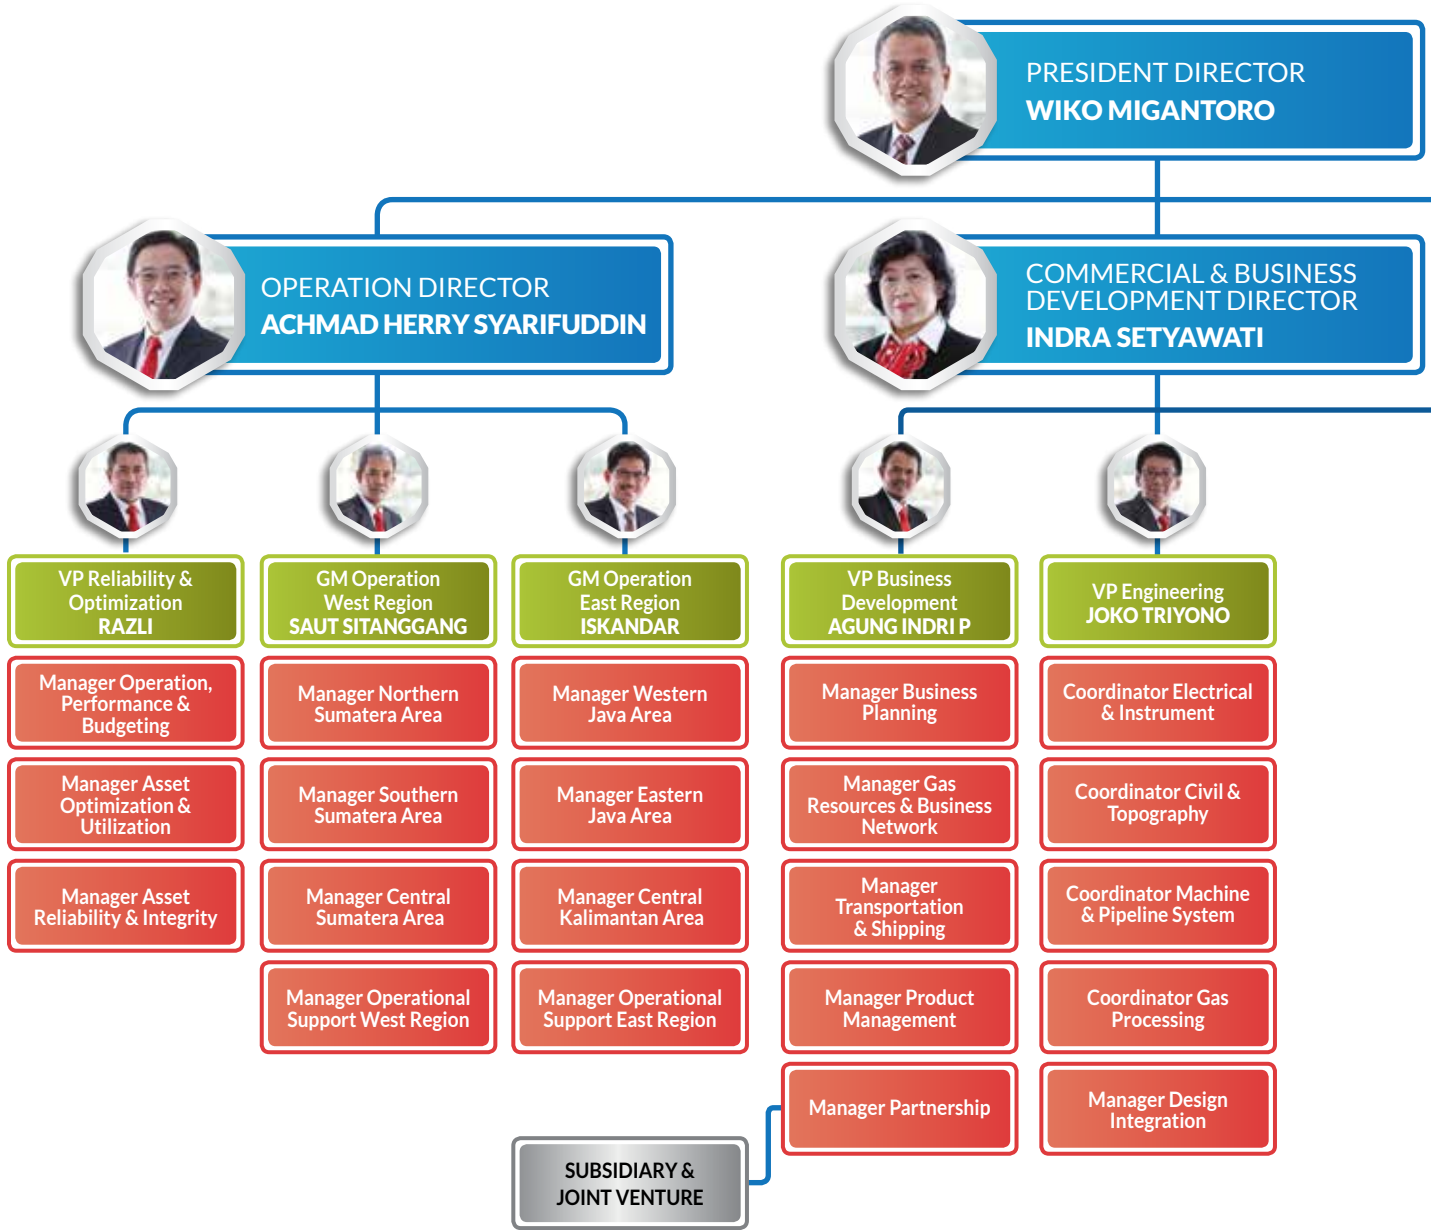 PRESIDENT DIRECTOR
WIKO MIGANTORO
OPERATION DIRECTOR
ACHMAD HERRY SYARIFUDDIN
COMMERCIAL & BUSINESS
DEVELOPMENT DIRECTOR
INDRA SETYAWATI
VP Reliability &
Optimization
RAZLI
Manager Operation,
Performance &
Budgeting
Manager Asset
Optimization &
Utilization
Manager Asset
Reliability & Integrity
GM Operation
West Region
SAUT SITANGGANG
Manager Northern
Sumatera Area
Manager Southern
Sumatera Area
Manager Central
Sumatera Area
Manager Operational
Support West Region
GM Operation
East Region
ISKANDAR
Manager Western
Java Area
Manager Eastern
Java Area
Manager Central
Kalimantan Area
Manager Operational
Support East Region
VP Business
Development
AGUNG INDRI P
Manager Business
Planning
Manager Gas
Resources & Business
Network
Manager
Transportation
& Shipping
Manager Product
Management
Manager Partnership
SUBSIDIARY &
JOINT VENTURE
VP Engineering
JOKO TRIYONO
Coordinator Electrical
& Instrument
Coordinator Civil &
Topography
Coordinator Machine
& Pipeline System
Coordinator Gas
Processing
Manager Design
Integration